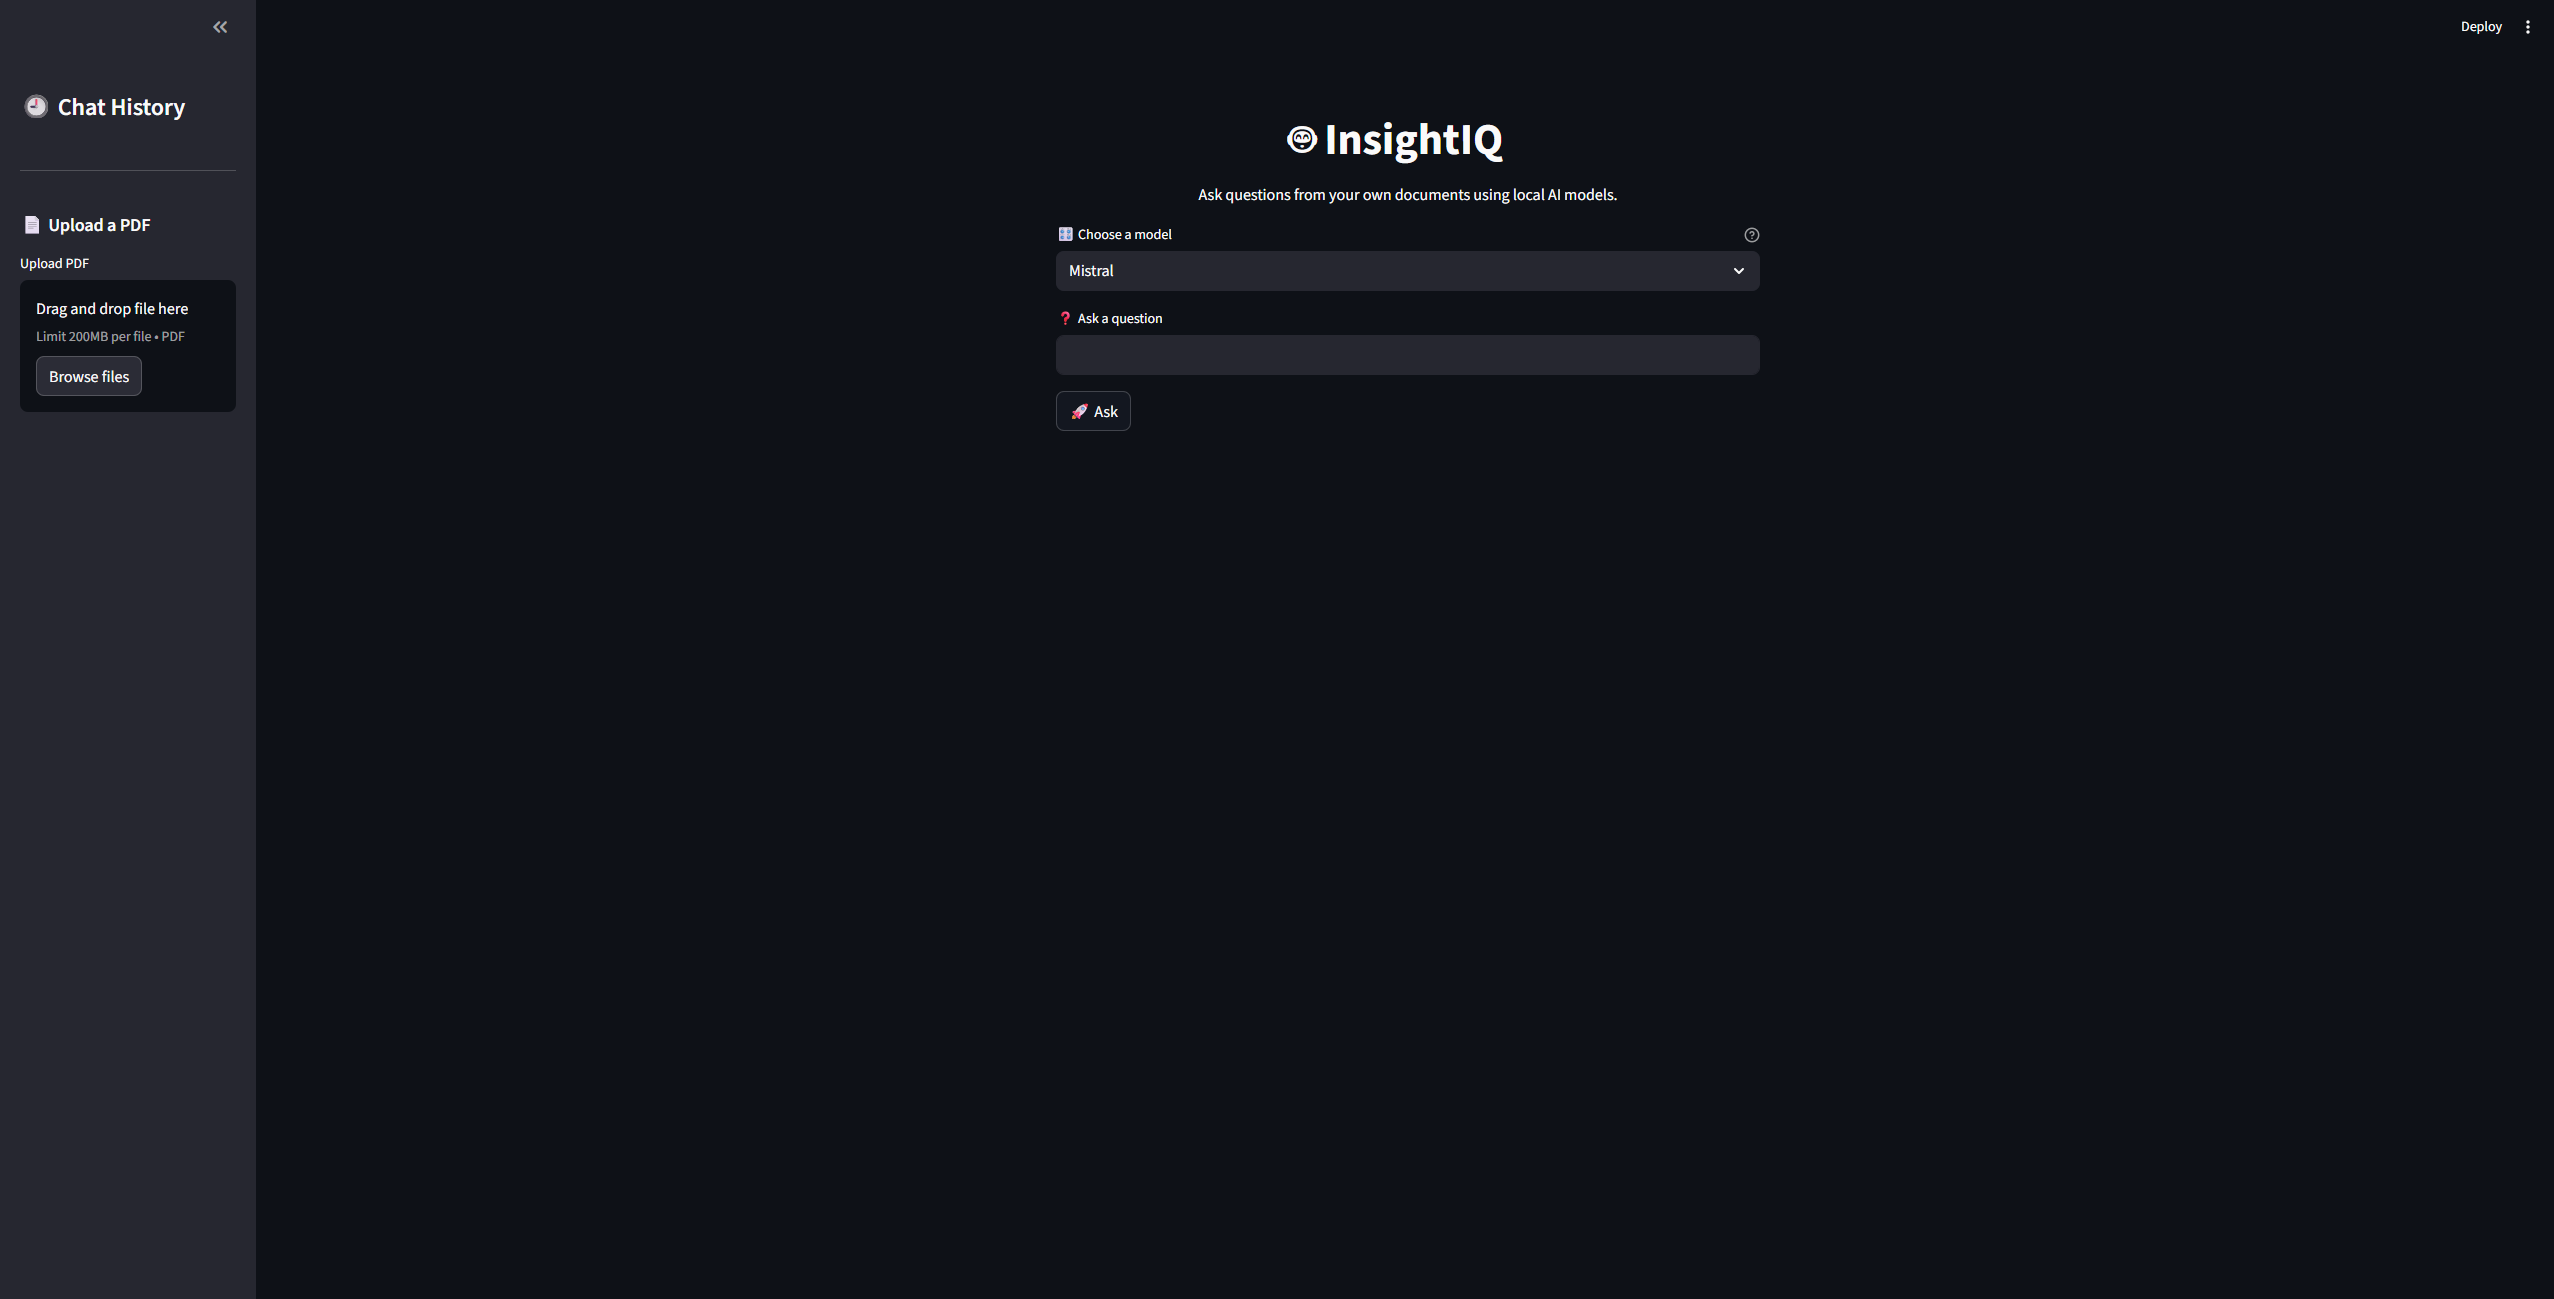 Deploy
Chat History
Upload a PDF
Upload PDF
Drag and drop file here
Limit 200MB per file • PDF
Browse files
InsightIQ
Ask questions from your own documents using local AI models.
Choose a model
Mistral
❓ Ask a question
🚀 Ask